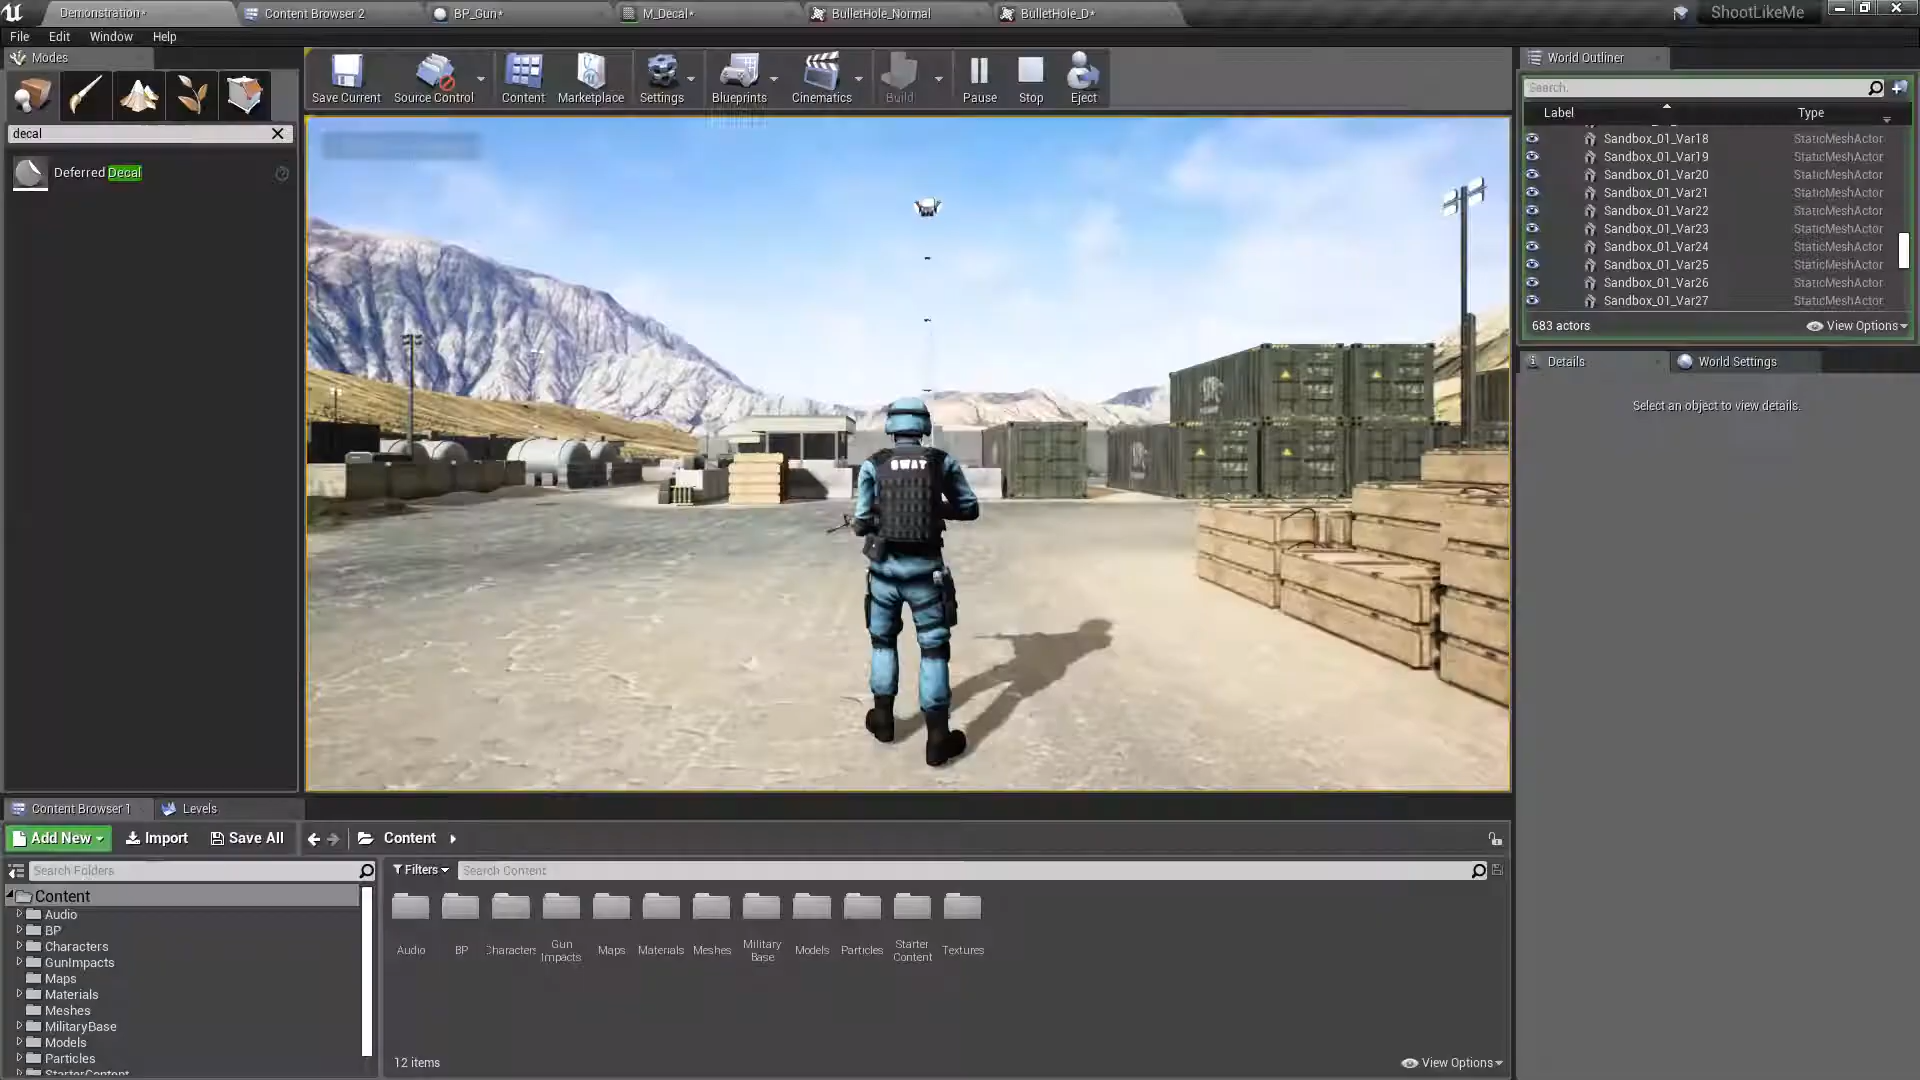 Demonstration*
Content Browser 2
BP_Gun*
M_Decal*
BulletHole_Normal
BulletHole_D*
ShootLikeMe
File Edit Window Help
Modes
World Outliner
Save Current
Source Control
Content
Marketplace
Settings
Blueprints
Cinematics
Build
Pause
Stop
Eject
Search.
Label
Type
decal
Deferred Decal
Sandbox_01_Var18 StaticMeshActor
Sandbox_01_Var19 StaticMeshActor
Sandbox_01_Var20 StaticMeshActor
Sandbox_01_Var21 StaticMeshActor
Sandbox_01_Var22 StaticMeshActor
Sandbox_01_Var23 StaticMeshActor
Sandbox_01_Var24 StaticMeshActor
Sandbox_01_Var25 StaticMeshActor
Sandbox_01_Var26 StaticMeshActor
Sandbox_01_Var27 StaticMeshActor
683 actors
View Options
Details
World Settings
Select an object to view details.
SWAT
Content Browser 1
Levels
Add New
Import
Save All
Content
Search Folders
Filters
Search Content
Content
Audio
BP
Characters
GunImpacts
Maps
Materials
Meshes
MilitaryBase
Models
Particles
StarterContent
Audio
BP
Characters
Gun
Impacts
Maps
Materials
Meshes
Military
Base
Models
Particles
Starter
Content
Textures
12 items
View Options